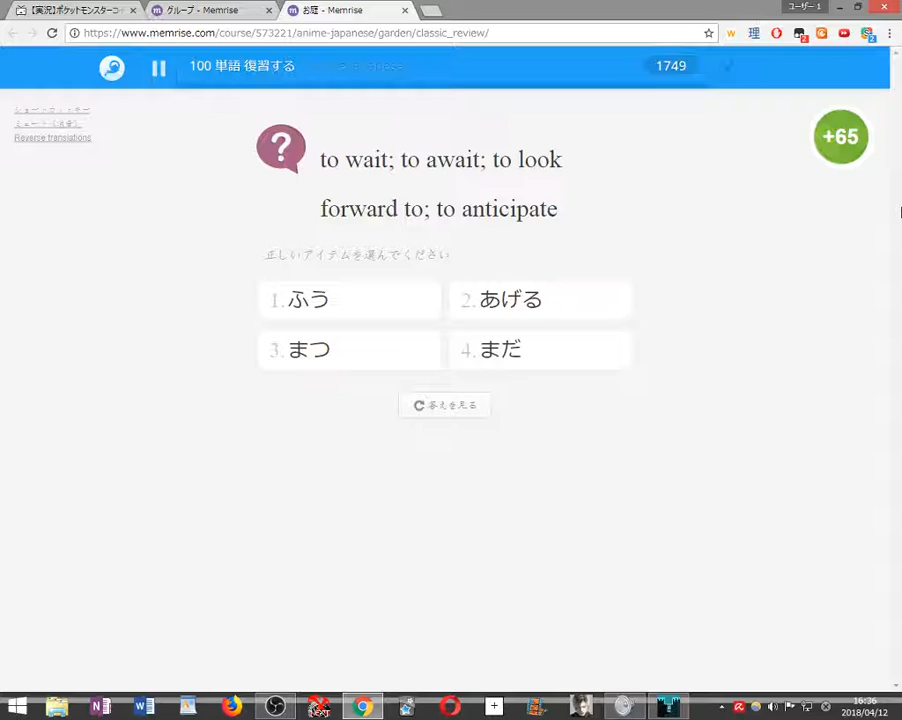 【実況】ポケットモンスターコー
グループ - Memrise
お庭 - Memrise
ユーザー 1
https://www.memrise.com/course/573221/anime-japanese/garden/classic_review/
100 単語 復習する
1749
Reverse translations
+65
to wait; to await; to look
forward to; to anticipate
正しいアイテムを選んでください
1. ふう
2. あげる
3. まつ
4. まだ
答えを見る
16:36
2018/04/12